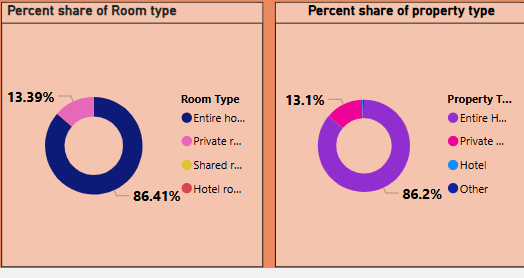 Percent share of Room type
13.39%
86.41%
Room Type
Entire ho...
Private r...
Shared r...
Hotel ro...
Percent share of property type
13.1%
86.2%
Property T...
Entire H...
Private ...
Hotel
Other